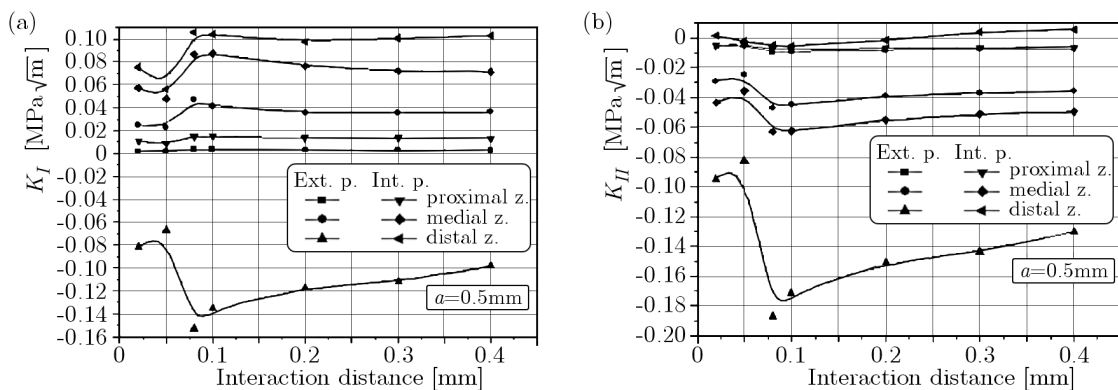 (a)
K_I [MPa√m]
0.10
0.08
0.06
0.04
0.02
0
-0.02
-0.04
-0.06
-0.08
-0.10
-0.12
-0.14
-0.16
Ext. p. Int. p.
proximal z.
medial z.
distal z.
a=0.5mm
0 0.1 0.2 0.3 0.4
Interaction distance [mm]
(b)
K_II [MPa√m]
0
-0.02
-0.04
-0.06
-0.08
-0.10
-0.12
-0.14
-0.16
-0.18
-0.20
Ext. p. Int. p.
proximal z.
medial z.
distal z.
a=0.5mm
0 0.1 0.2 0.3 0.4
Interaction distance [mm]